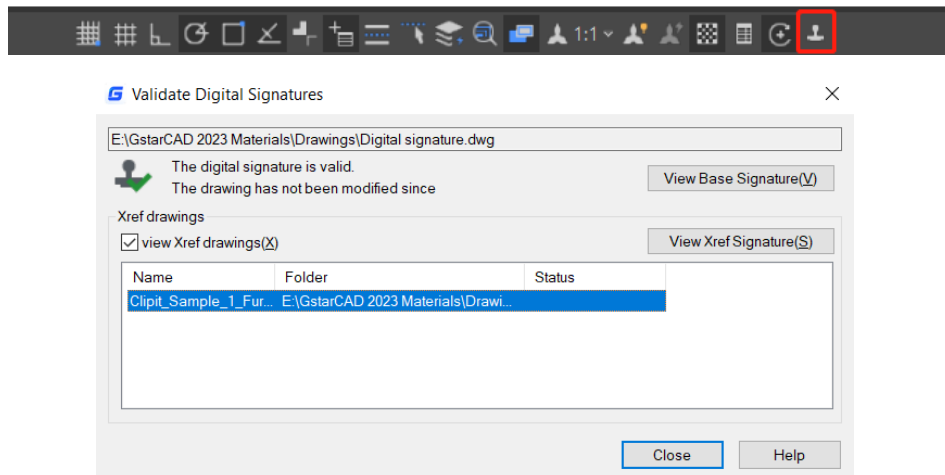 1:1
Validate Digital Signatures
E:\GstarCAD 2023 Materials\Drawings\Digital signature.dwg
The digital signature is valid.
The drawing has not been modified since
View Base Signature(V)
Xref drawings
view Xref drawings(X)
View Xref Signature(S)
Name Folder Status
Clipit_Sample_1_Fur... E:\GstarCAD 2023 Materials\Drawi...
Close Help